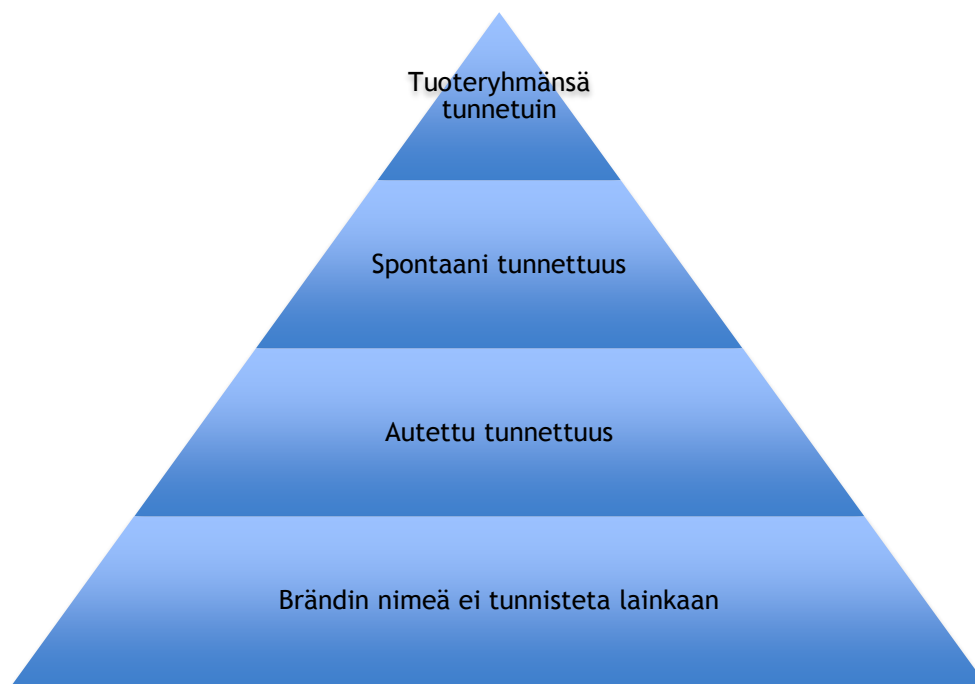 Tuoteryhmänsä
tunnetuin
Spontaani tunnettuus
Autettu tunnettuus
Brändin nimeä ei tunnisteta lainkaan